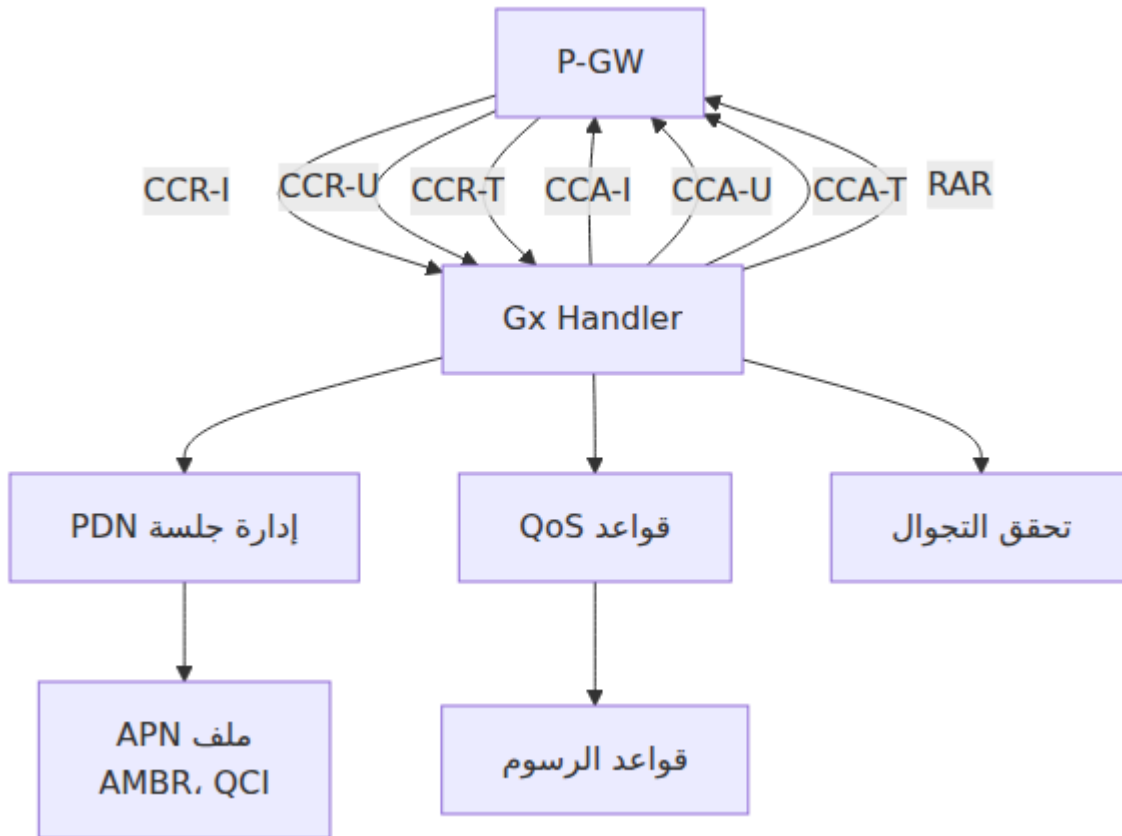 P-GW
CCR-I
CCR-U
CCR-T
CCA-I
CCA-U
CCA-T
RAR
Gx Handler
إدارة جلسة PDN
قواعد QoS
تحقق التجوال
ملف APN
AMBR، QCI
قواعد الرسوم